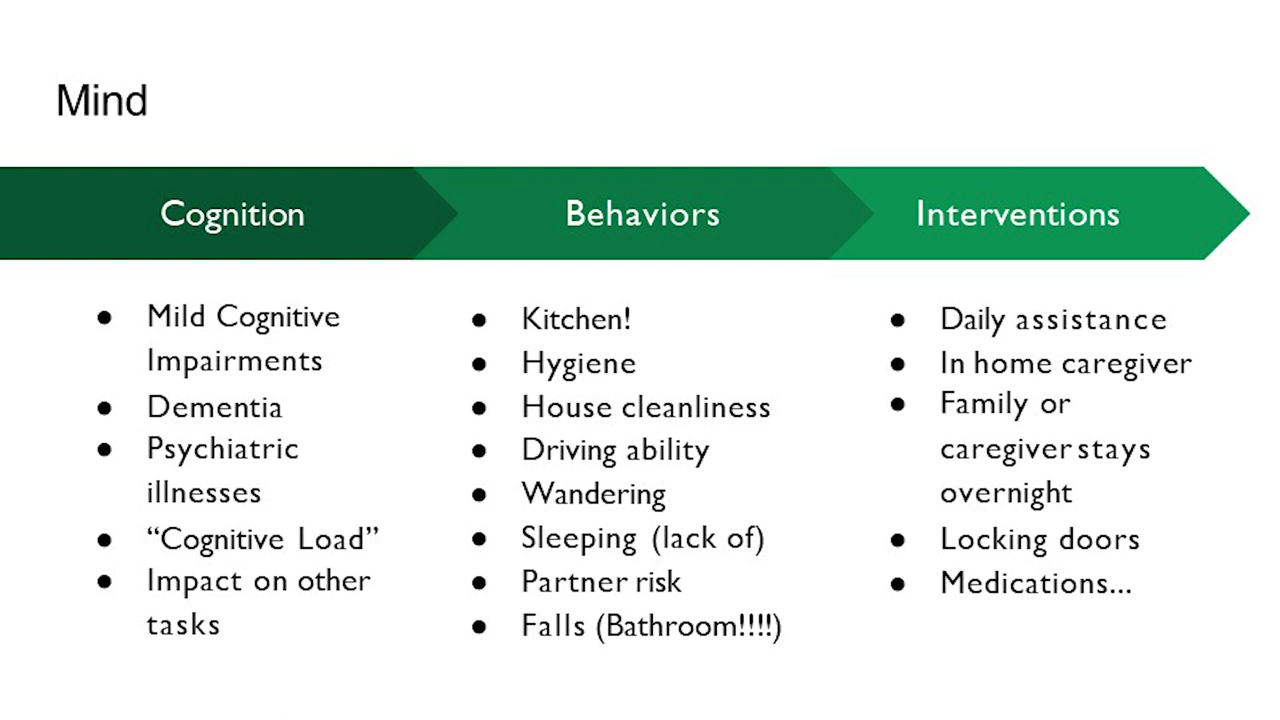 Mind
Cognition
Behaviors
Interventions
● Mild Cognitive
Impairments
● Dementia
● Psychiatric
illnesses
● “Cognitive Load”
● Impact on other
tasks
● Kitchen!
● Hygiene
● House cleanliness
● Driving ability
● Wandering
● Sleeping (lack of)
● Partner risk
● Falls (Bathroom!!!!)
● Daily assistance
● In home caregiver
● Family or
caregiver stays
overnight
● Locking doors
● Medications...